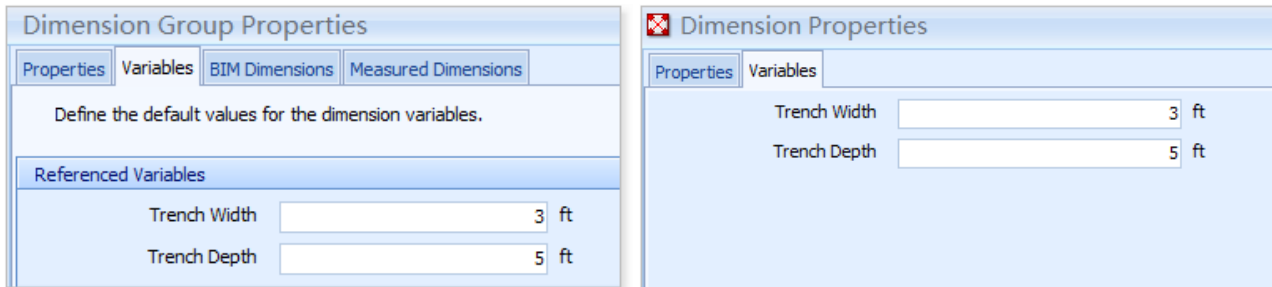 Dimension Group Properties
Properties Variables BIM Dimensions Measured Dimensions
Define the default values for the dimension variables.
Referenced Variables
Trench Width 3 ft
Trench Depth 5 ft
Dimension Properties
Properties Variables
Trench Width 3 ft
Trench Depth 5 ft